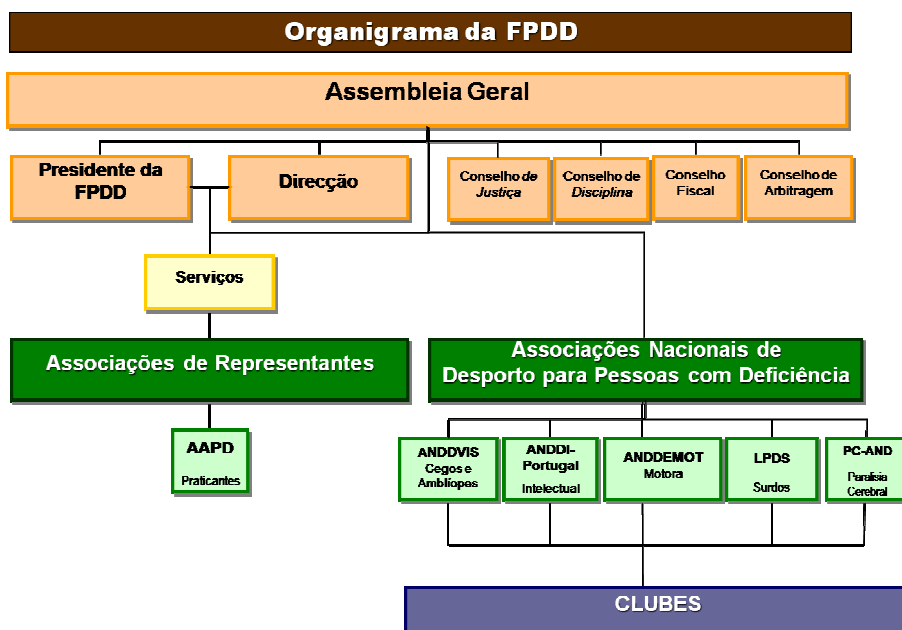 Organigrama da FPDD
Assembleia Geral
Presidente da
FPDD
Direcção
Conselho de
Justiça
Conselho de
Disciplina
Conselho
Fiscal
Conselho de
Arbitragem
Serviços
Associações de Representantes
Associações Nacionais de
Desporto para Pessoas com Deficiência
AAPD
Praticantes
ANDDVIS
Cegos e
Amblíopes
ANDDI-
Portugal
Intelectual
ANDDEMOT
Motora
LPDS
Surdos
PC-AND
Paralisia
Cerebral
CLUBES